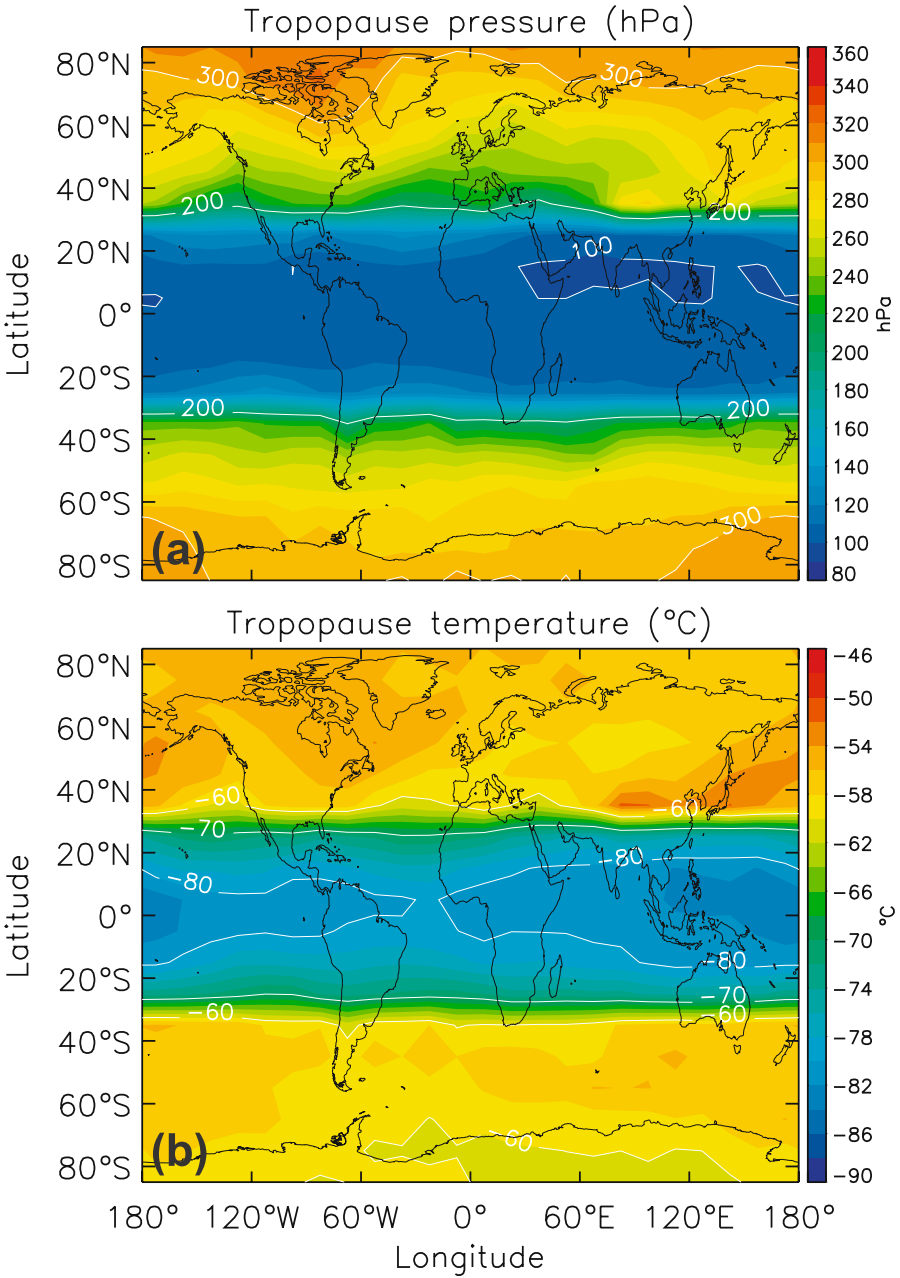 Tropopause pressure (hPa)
80°N
60°N
40°N
20°N
0°
20°S
40°S
60°S
80°S
Latitude
300
300
200
200
100
200
200
300
(a)
360
340
320
300
280
260
240
220
200
180
160
140
120
100
80
hPa
Tropopause temperature (°C)
80°N
60°N
40°N
20°N
0°
20°S
40°S
60°S
80°S
Latitude
−60
−60
−70
−80
−80
−80
−70
−60
−60
−60
(b)
−46
−50
−54
−58
−62
−66
−70
−74
−78
−82
−86
−90
°C
180° 120°W 60°W 0° 60°E 120°E 180°
Longitude